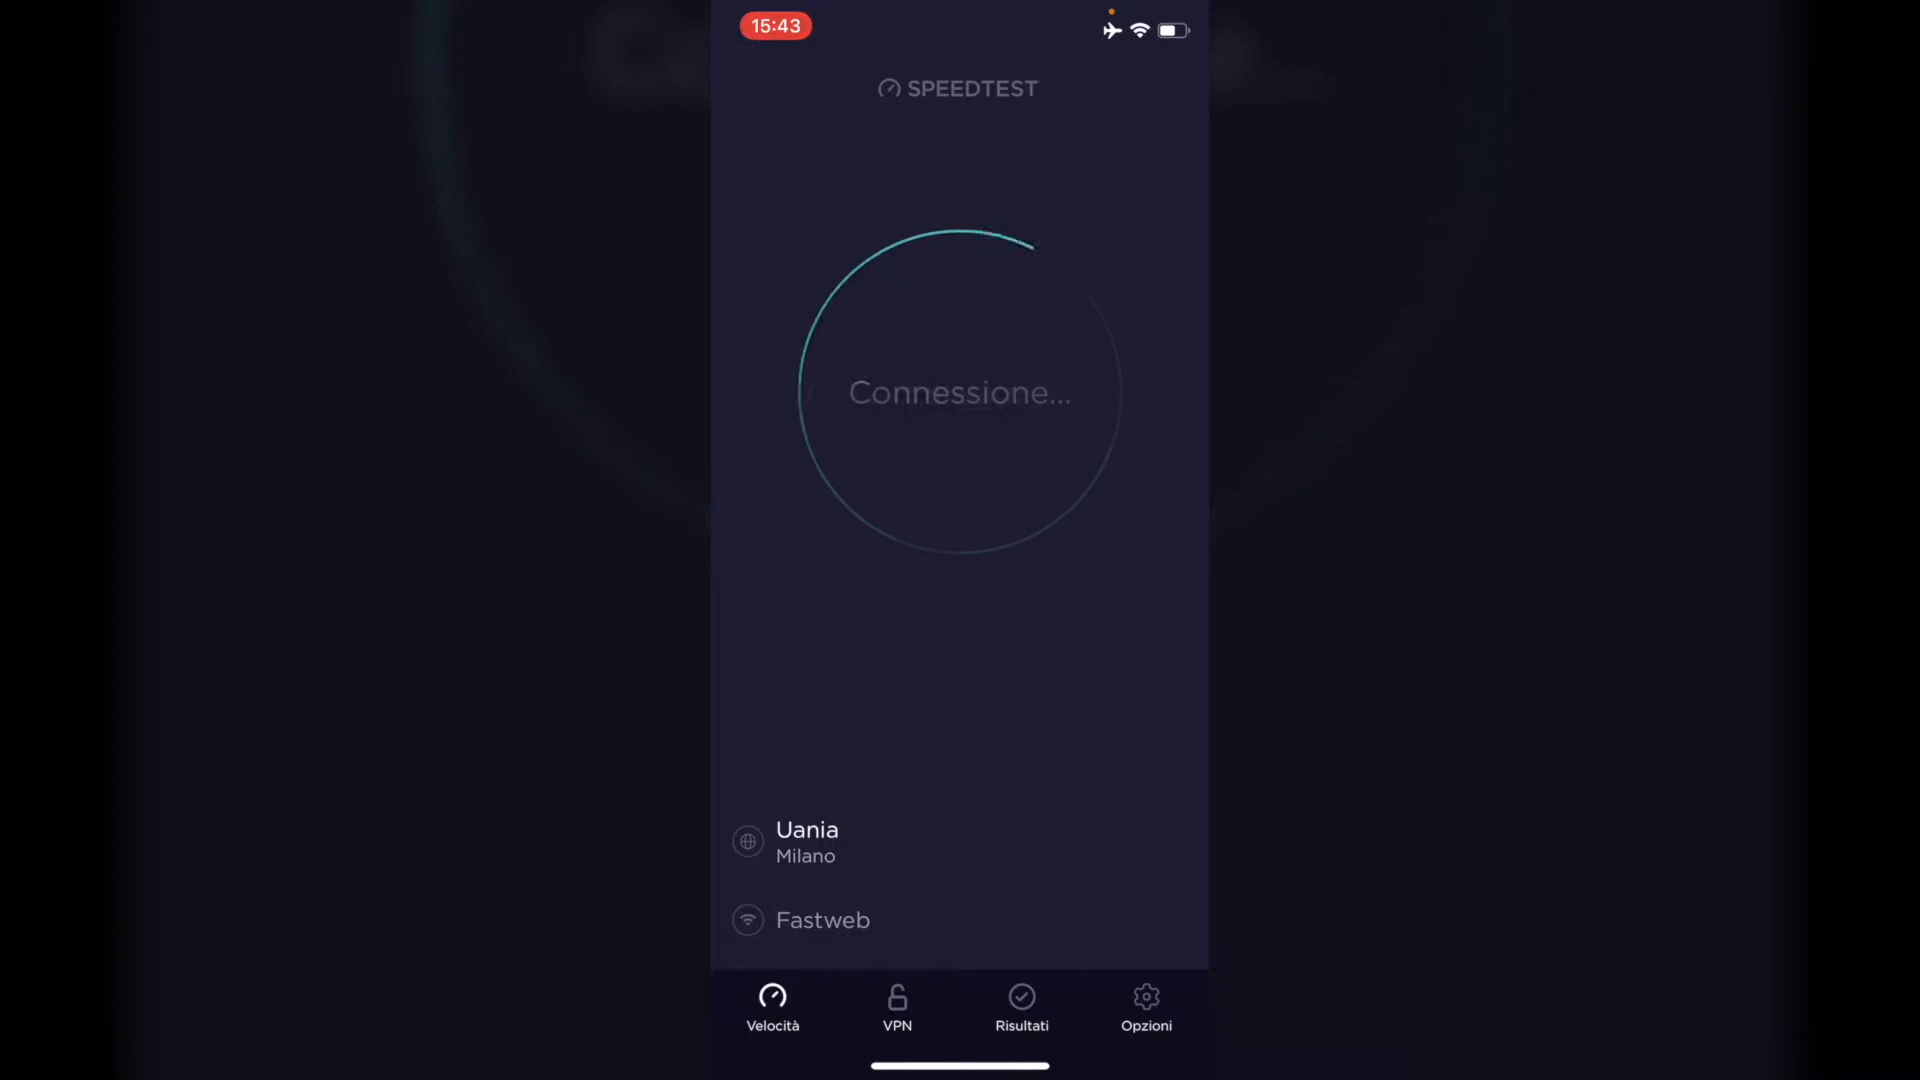 15:43
SPEEDTEST
Connessione...
Uania
Milano
Fastweb
Velocità
VPN
Risultati
Opzioni